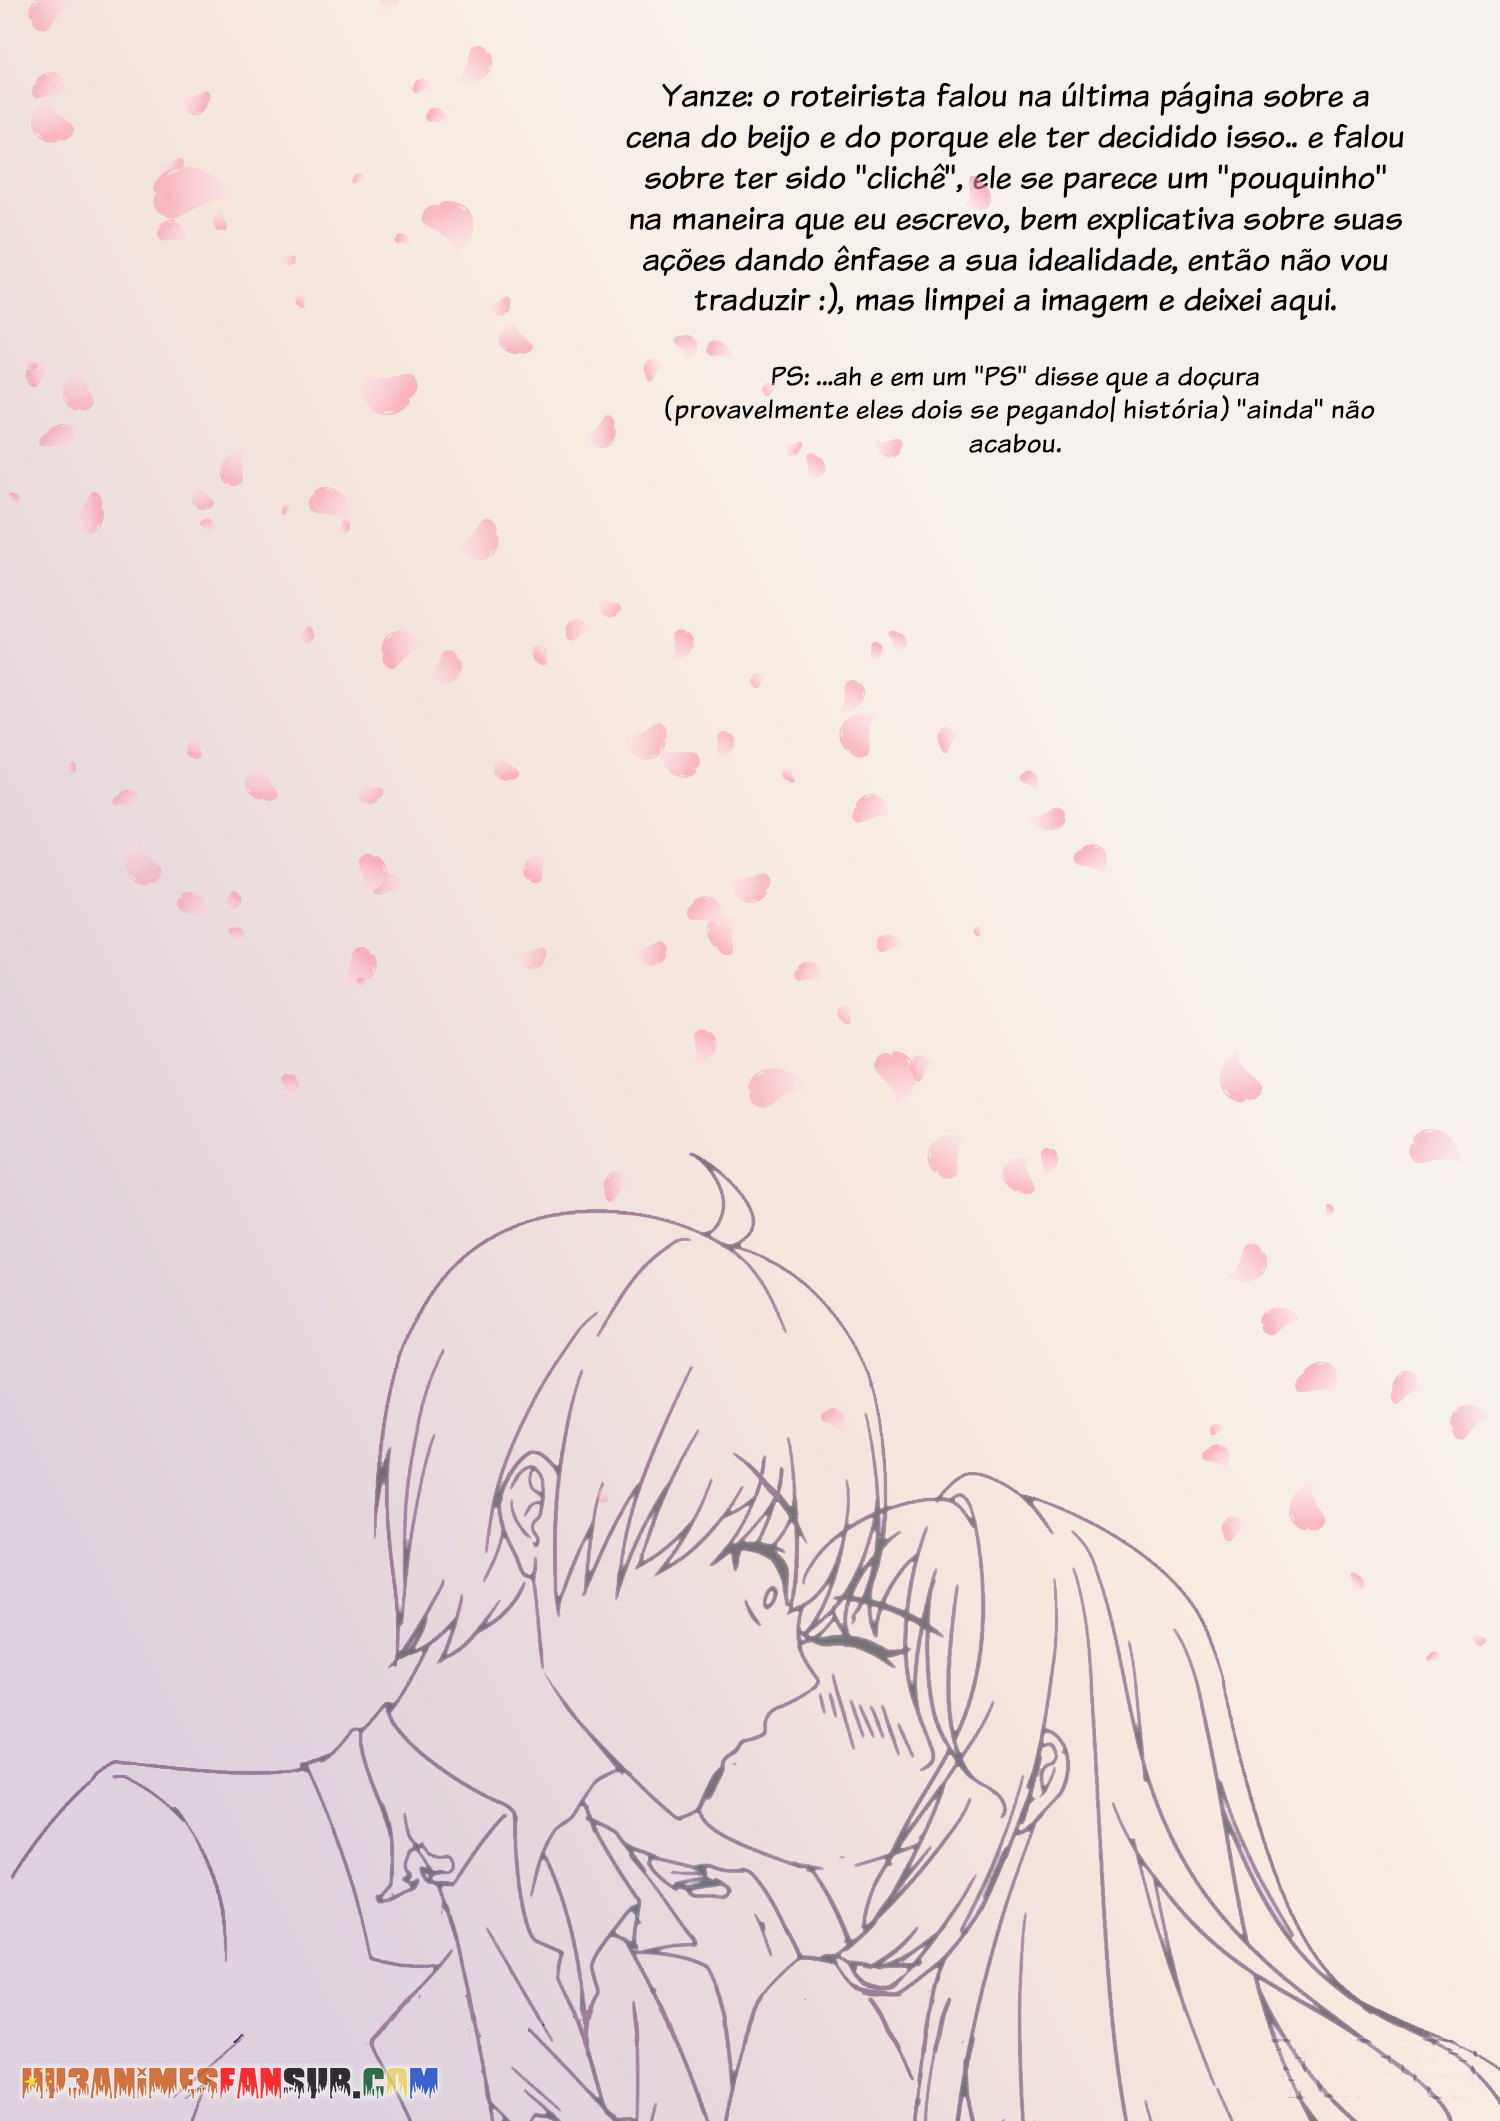 Yanze: o roteirista falou na última página sobre a
cena do beijo e do porque ele ter decidido isso.. e falou
sobre ter sido "clichê", ele se parece um "pouquinho"
na maneira que eu escrevo, bem explicativa sobre suas
ações dando ênfase a sua idealidade, então não vou
traduzir :), mas limpei a imagem e deixei aqui.
PS: ...ah e em um "PS" disse que a doçura
(provavelmente eles dois se pegando| história) "ainda" não
acabou.
HU3ANIMESFANSUB.COM